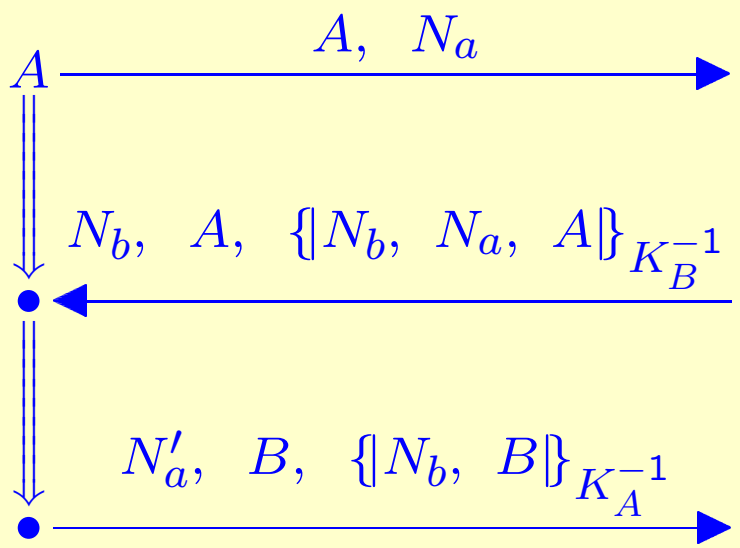 A, N_a
A
N_b, A, {|N_b, N_a, A|}_{K_B^{-1}}
N'_a, B, {|N_b, B|}_{K_A^{-1}}